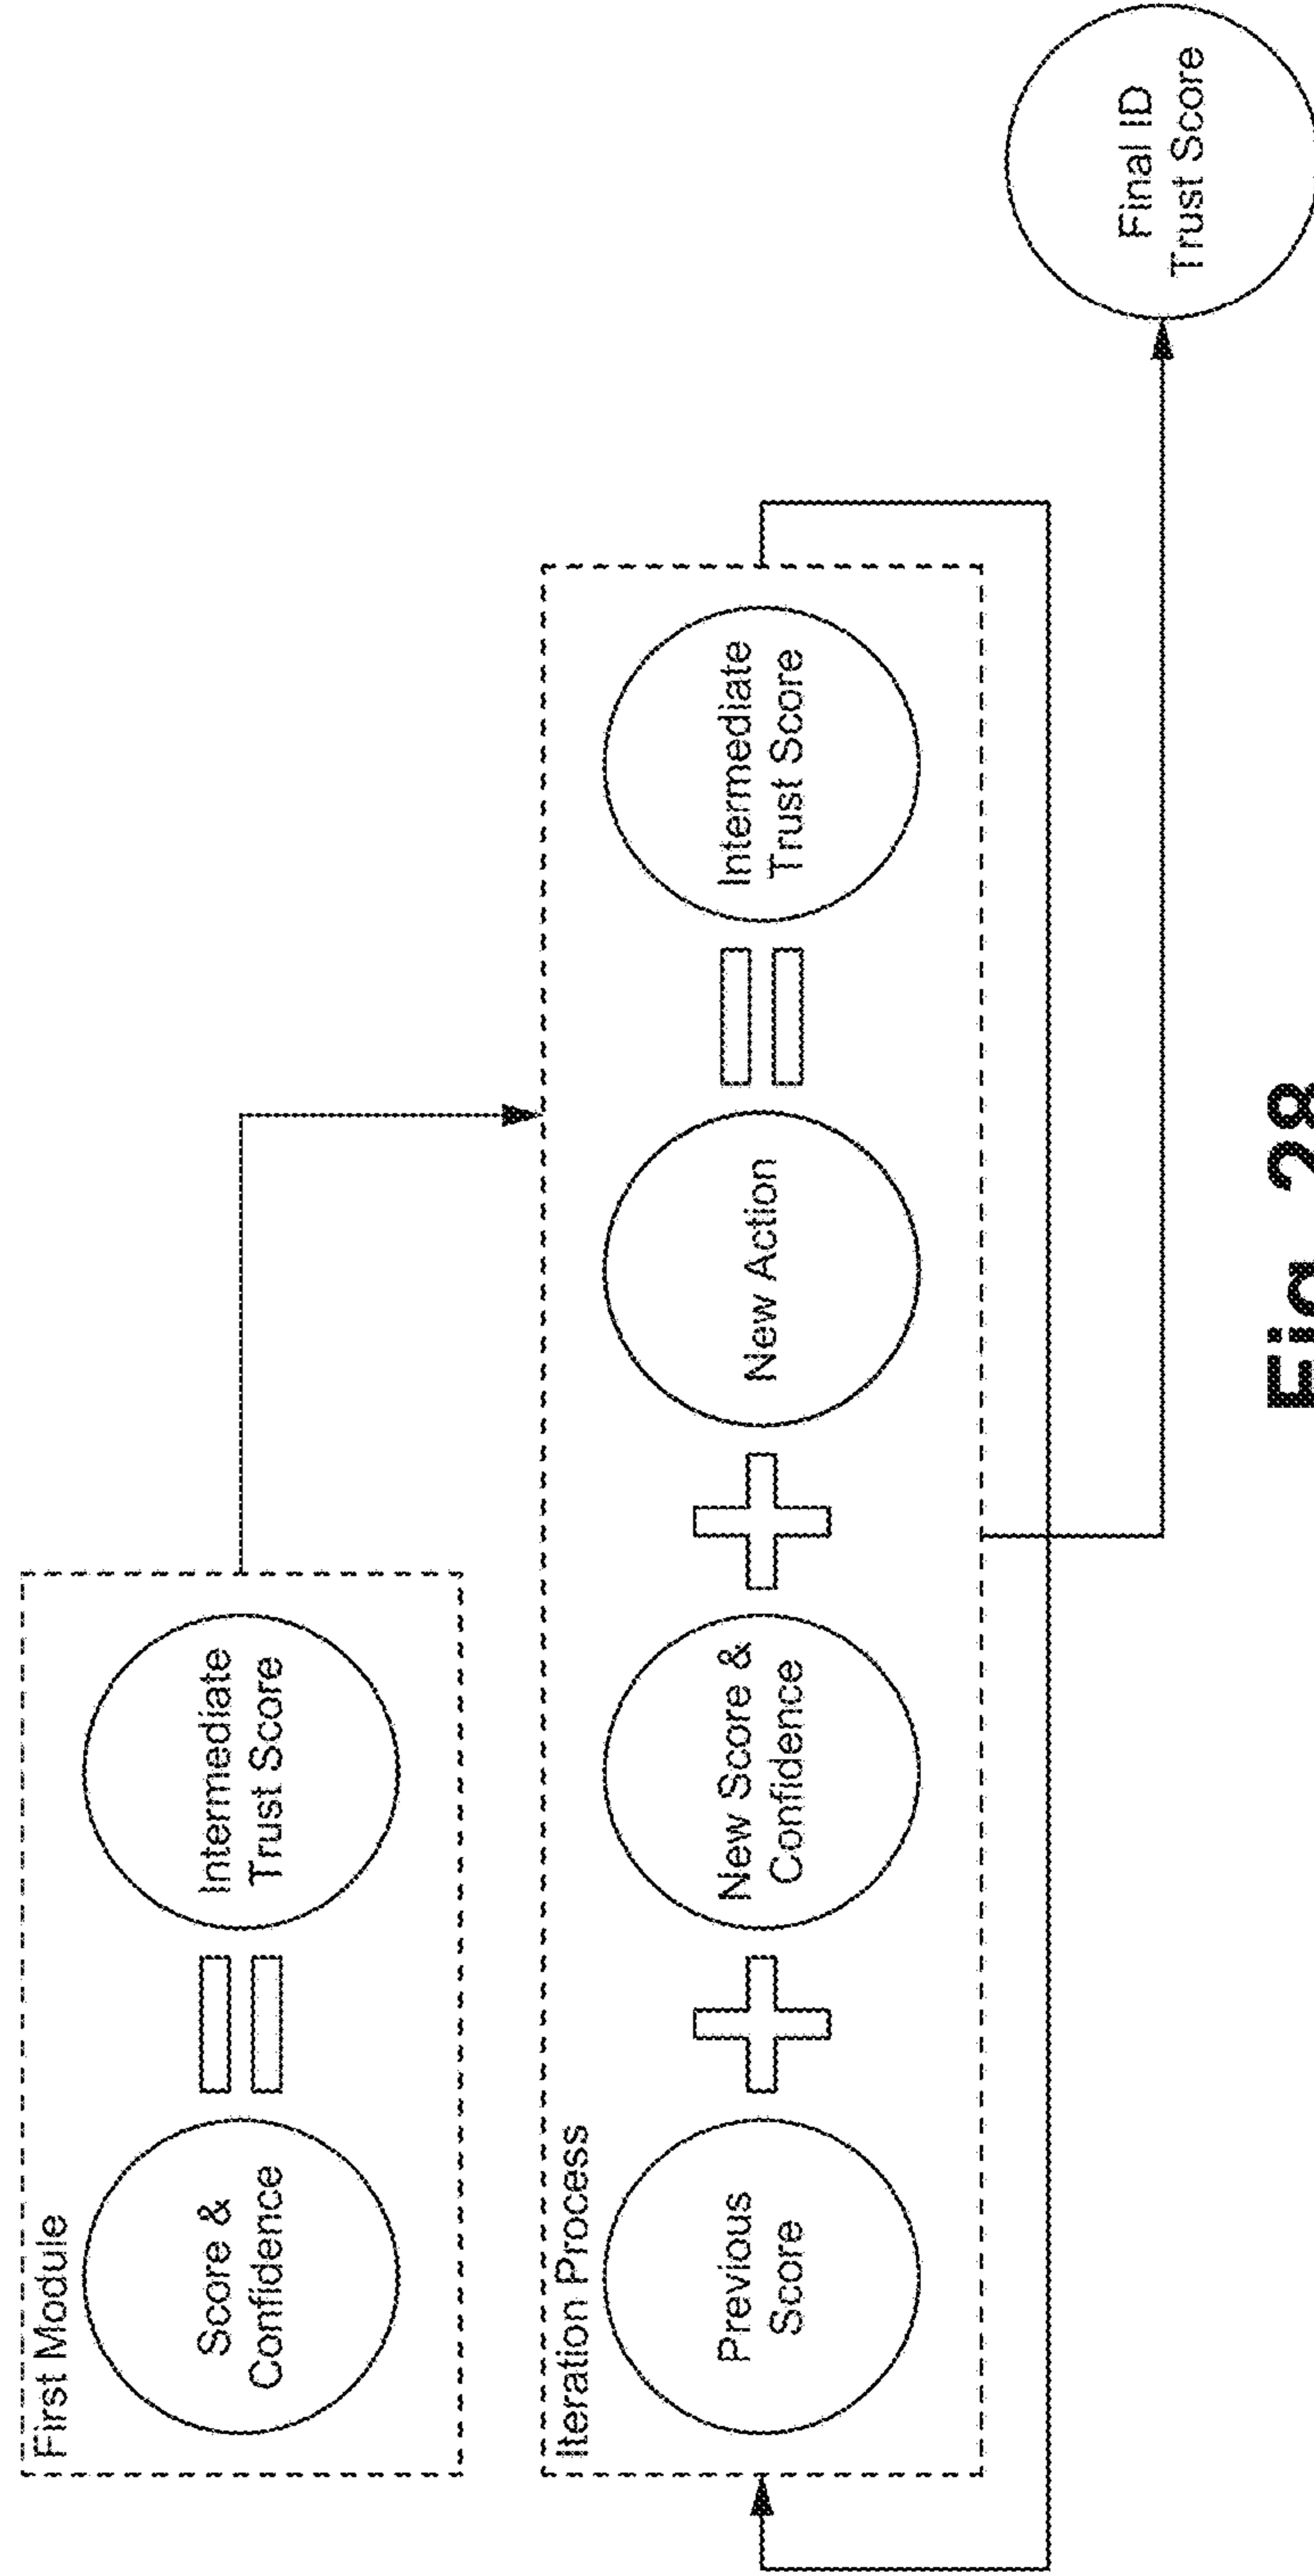 First Module
Score &
Confidence
Intermediate
Trust Score
Iteration Process
Previous
Score
New Score &
Confidence
New Action
Intermediate
Trust Score
Final ID
Trust Score
Fig. 28